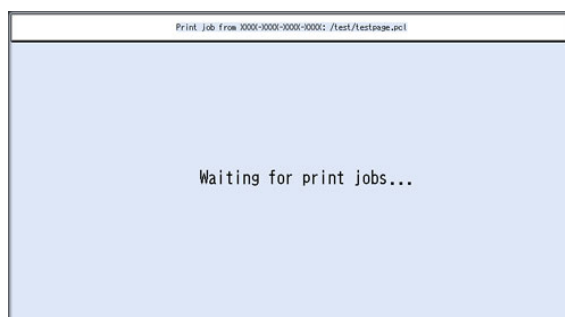 Print job from XXXX-XXXX-XXXX-XXXX: /test/testpage.pcl
Waiting for print jobs...